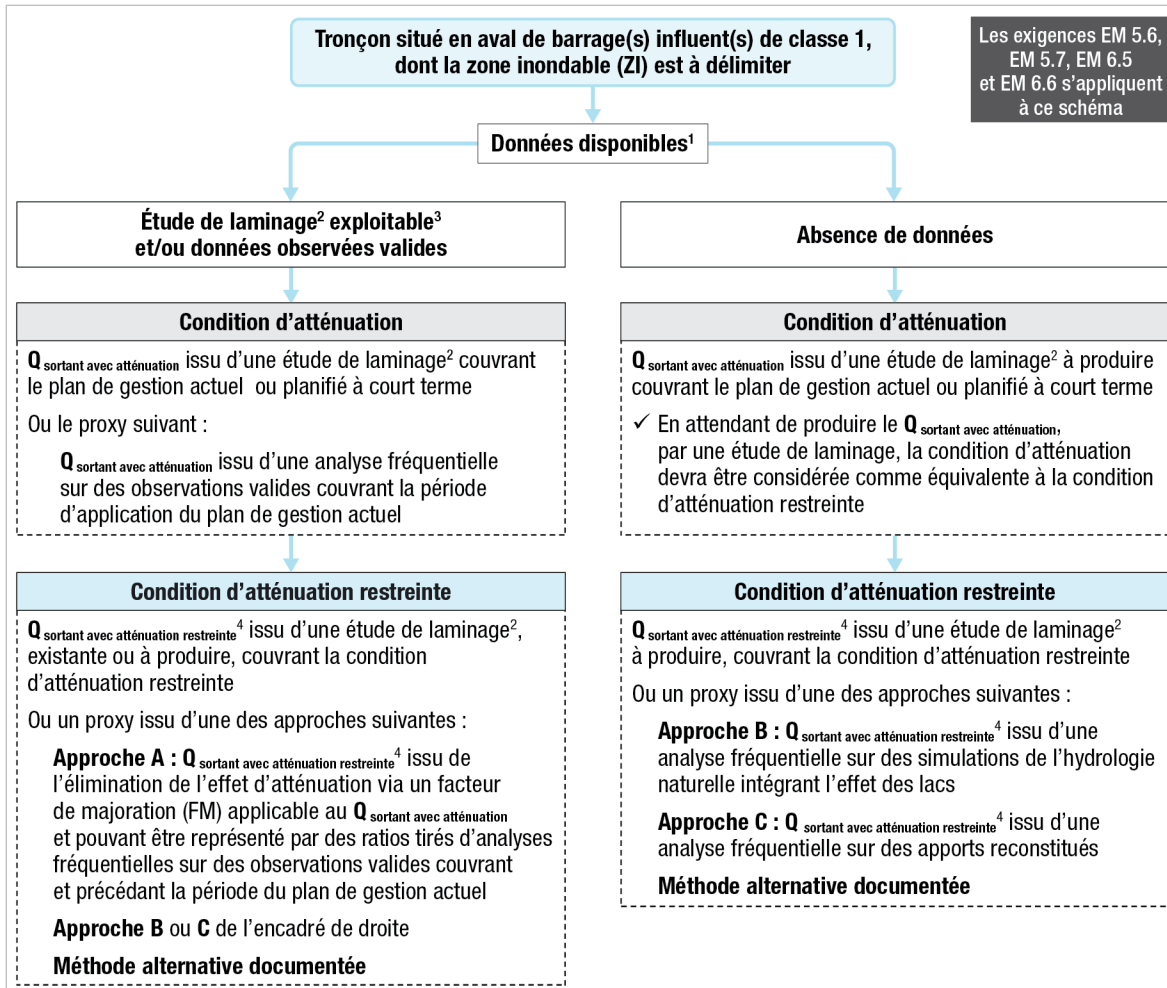 Tronçon situé en aval de barrage(s) influent(s) de classe 1,
dont la zone inondable (ZI) est à délimiter
Les exigences EM 5.6,
EM 5.7, EM 6.5
et EM 6.6 s’appliquent
à ce schéma
Données disponibles¹
Étude de laminage² exploitable³
et/ou données observées valides
Condition d’atténuation
Q sortant avec atténuation issu d’une étude de laminage² couvrant
le plan de gestion actuel ou planifié à court terme
Ou le proxy suivant :
Q sortant avec atténuation issu d’une analyse fréquentielle
sur des observations valides couvrant la période
d’application du plan de gestion actuel
Condition d’atténuation restreinte
Q sortant avec atténuation restreinte⁴ issu d’une étude de laminage²,
existante ou à produire, couvrant la condition
d’atténuation restreinte
Ou un proxy issu d’une des approches suivantes :
Approche A : Q sortant avec atténuation restreinte⁴ issu de
l’élimination de l’effet d’atténuation via un facteur
de majoration (FM) applicable au Q sortant avec atténuation
et pouvant être représenté par des ratios tirés d’analyses
fréquentielles sur des observations valides couvrant
et précédant la période du plan de gestion actuel
Approche B ou C de l’encadré de droite
Méthode alternative documentée
Absence de données
Condition d’atténuation
Q sortant avec atténuation issu d’une étude de laminage² à produire
couvrant le plan de gestion actuel ou planifié à court terme
✓ En attendant de produire le Q sortant avec atténuation,
par une étude de laminage, la condition d’atténuation
devra être considérée comme équivalente à la condition
d’atténuation restreinte
Condition d’atténuation restreinte
Q sortant avec atténuation restreinte⁴ issu d’une étude de laminage²
à produire, couvrant la condition d’atténuation restreinte
Ou un proxy issu d’une des approches suivantes :
Approche B : Q sortant avec atténuation restreinte⁴ issu d’une
analyse fréquentielle sur des simulations de l’hydrologie
naturelle intégrant l’effet des lacs
Approche C : Q sortant avec atténuation restreinte⁴ issu d’une
analyse fréquentielle sur des apports reconstitués
Méthode alternative documentée